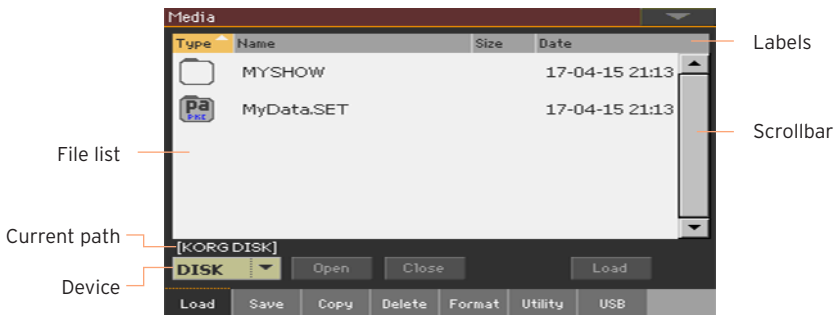 Media
Type Name Size Date
Labels
MYSHOW 17-04-15 21:13
pa
PKG
MyData.SET 17-04-15 21:13
Scrollbar
File list
Current path
[KORG DISK]
Device
DISK Open Close Load
Load Save Copy Delete Format Utility USB